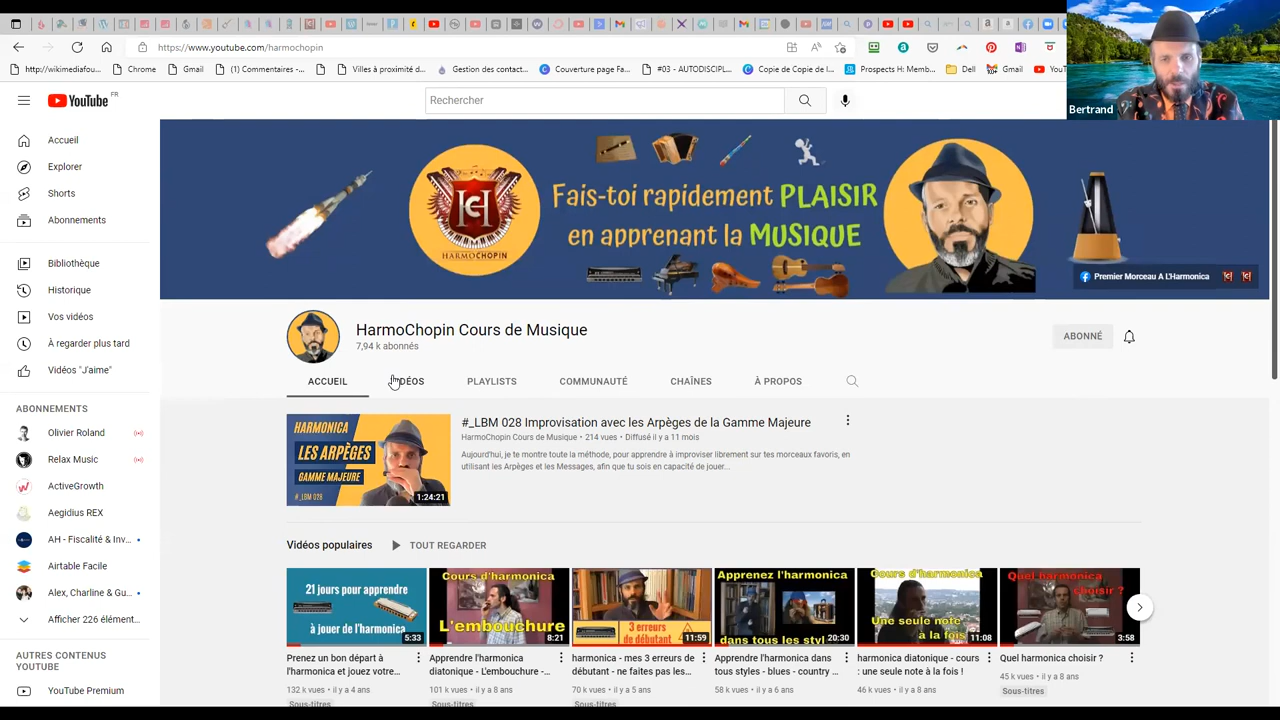 https://www.youtube.com/harmochopin
http://wikimediafou...
Chrome
Gmail
(1) Commentaires -...
Villes à proximité d...
Gestion des contact...
Couverture page Fa...
#03 - AUTODISCIPL...
Copie de Copie de l...
Prospects H: Memb...
Dell
Gmail
Bertrand
YouTube FR
Rechercher
Accueil
Explorer
Shorts
Abonnements
Bibliothèque
Historique
Vos vidéos
À regarder plus tard
Vidéos "J'aime"
ABONNEMENTS
Olivier Roland
Relax Music
ActiveGrowth
Aegidius REX
AH - Fiscalité & Inv...
Airtable Facile
Alex, Charline & Gu...
Afficher 226 élément...
AUTRES CONTENUS
YOUTUBE
YouTube Premium
HC
HARMOCHOPIN
Fais-toi rapidement PLAISIR
en apprenant la MUSIQUE
Premier Morceau A L'Harmonica
HarmoChopin Cours de Musique
7,94 k abonnés
ABONNÉ
ACCUEIL
PLAYLISTS
COMMUNAUTÉ
CHAÎNES
À PROPOS
HARMONICA
LES ARPÈGES
GAMME MAJEURE
#_LBM 028
1:24:21
#_LBM 028 Improvisation avec les Arpèges de la Gamme Majeure
HarmoChopin Cours de Musique • 214 vues • Diffusé il y a 11 mois
Aujourd'hui, je te montre toute la méthode, pour apprendre à improviser librement sur tes morceaux favoris, en
utilisant les Arpèges et les Messages, afin que tu sois en capacité de jouer...
Vidéos populaires
TOUT REGARDER
21 jours pour apprendre
à jouer de l'harmonica
5:33
Prenez un bon départ à
l'harmonica et jouez votre...
132 k vues • il y a 4 ans
Sous-titres
Cours d'harmonica
L'embouchure
8:21
Apprendre l'harmonica
diatonique - L'embouchure -...
101 k vues • il y a 8 ans
Sous-titres
3 erreurs
de débutant
11:59
harmonica - mes 3 erreurs de
débutant - ne faites pas les...
70 k vues • il y a 5 ans
Sous-titres
Apprenez l'harmonica
dans tous les styl
20:30
Apprendre l'harmonica dans
tous styles - blues - country ...
58 k vues • il y a 6 ans
Cours d'harmonica
Une seule note
à la fois
11:08
harmonica diatonique - cours
: une seule note à la fois !
46 k vues • il y a 8 ans
Quel harmonica
choisir ?
3:58
Quel harmonica choisir ?
45 k vues • il y a 8 ans
Sous-titres